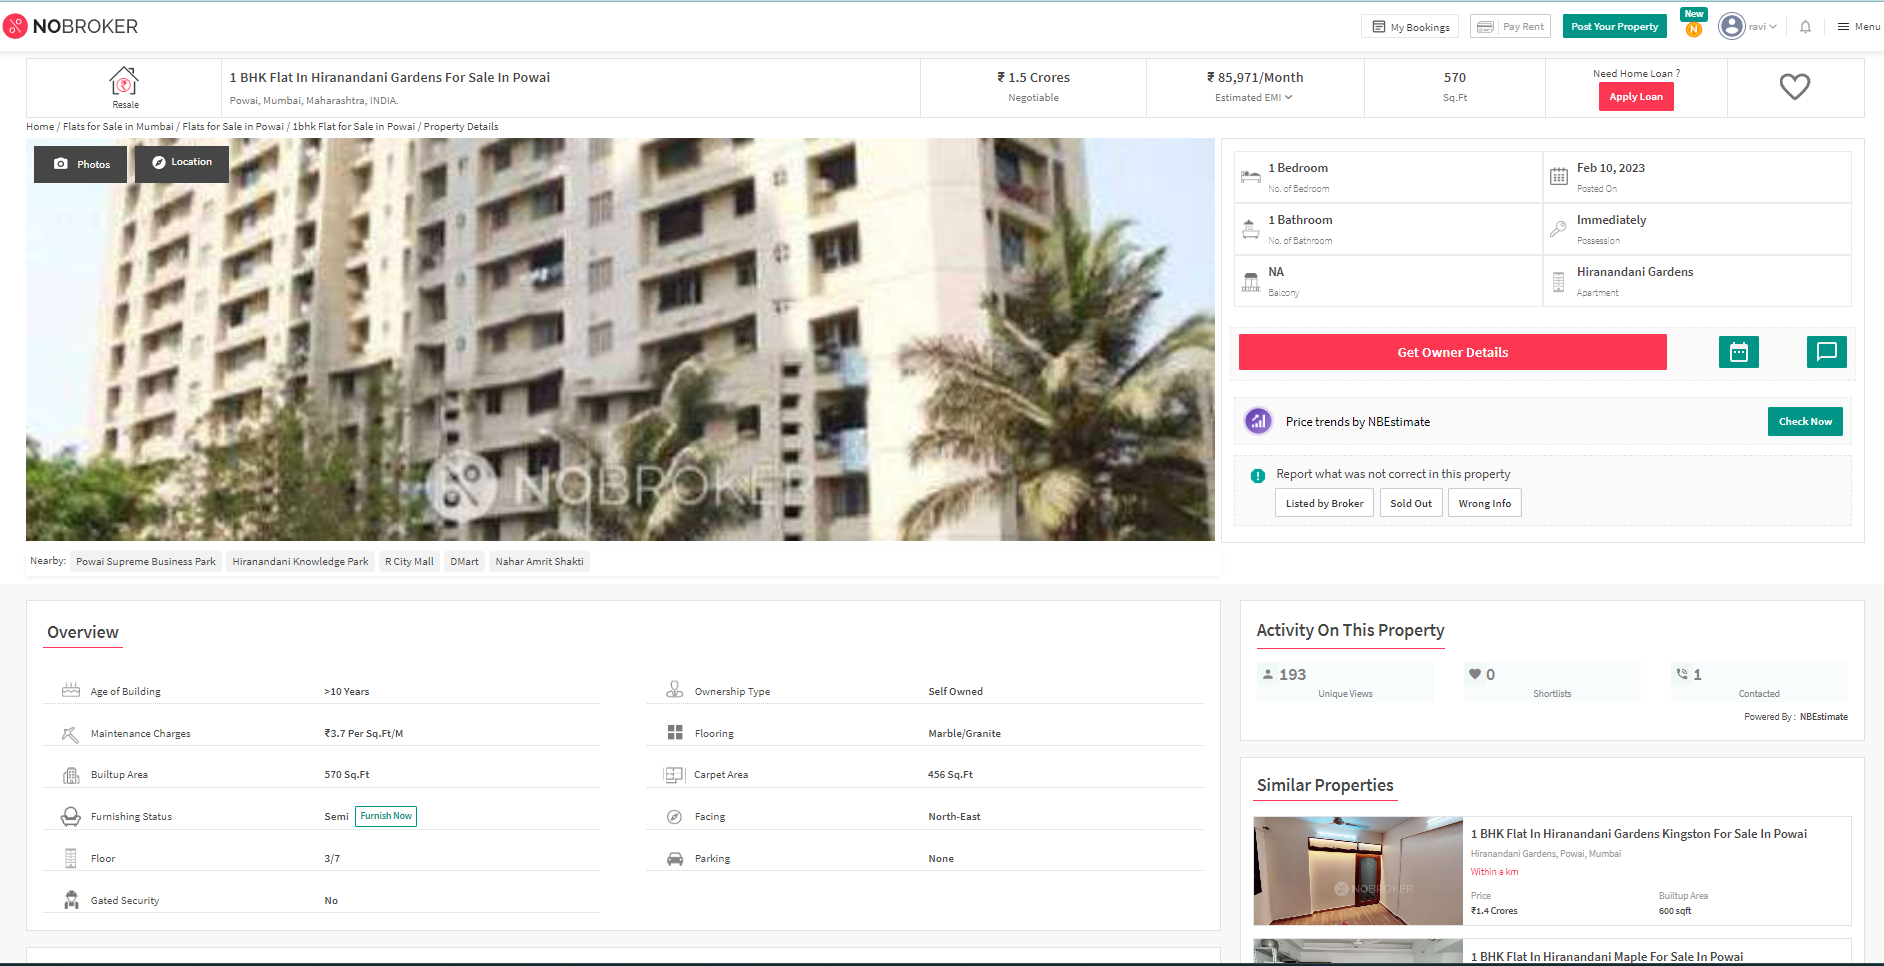 NOBROKER
My Bookings
Pay Rent
Post Your Property
New
N
ravi
Menu
Resale
1 BHK Flat In Hiranandani Gardens For Sale In Powai
Powai, Mumbai, Maharashtra, INDIA.
₹ 1.5 Crores
Negotiable
₹ 85,971/Month
Estimated EMI
570
Sq.Ft
Need Home Loan ?
Apply Loan
Home / Flats for Sale in Mumbai / Flats for Sale in Powai / 1bhk Flat for Sale in Powai / Property Details
Photos
Location
NOBROKER
1 Bedroom
No. of Bedroom
Feb 10, 2023
Posted On
1 Bathroom
No. of Bathroom
Immediately
Possession
NA
Balcony
Hiranandani Gardens
Apartment
Get Owner Details
Price trends by NBEstimate
Check Now
Report what was not correct in this property
Listed by Broker
Sold Out
Wrong Info
Nearby:
Powai Supreme Business Park
Hiranandani Knowledge Park
R City Mall
DMart
Nahar Amrit Shakti
Overview
Age of Building
>10 Years
Ownership Type
Self Owned
Maintenance Charges
₹3.7 Per Sq.Ft/M
Flooring
Marble/Granite
Builtup Area
570 Sq.Ft
Carpet Area
456 Sq.Ft
Furnishing Status
Semi
Furnish Now
Facing
North-East
Floor
3/7
Parking
None
Gated Security
No
Activity On This Property
193
Unique Views
0
Shortlists
1
Contacted
Powered By : NBEstimate
Similar Properties
NOBROKER
1 BHK Flat In Hiranandani Gardens Kingston For Sale In Powai
Hiranandani Gardens, Powai, Mumbai
Within a km
Price
₹1.4 Crores
Builtup Area
600 sqft
1 BHK Flat In Hiranandani Maple For Sale In Powai